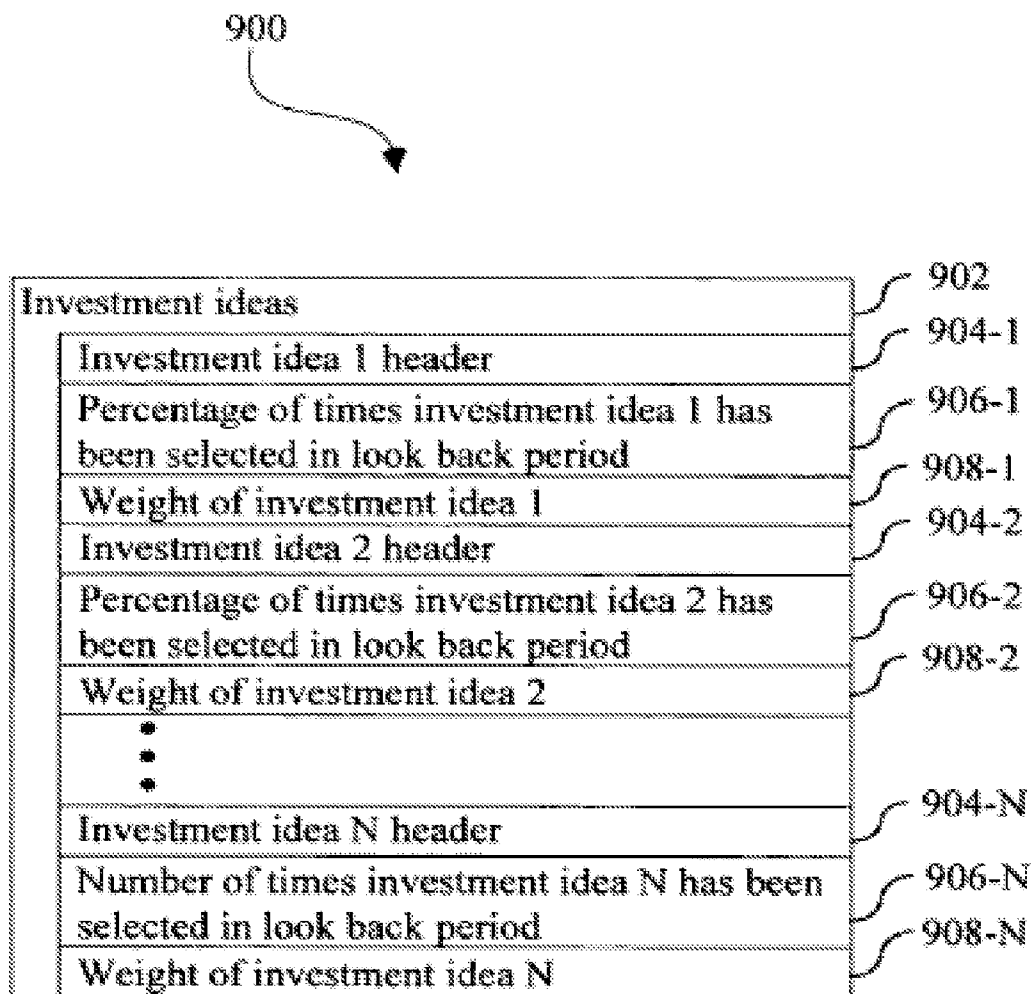 900
Investment ideas
902
Investment idea 1 header
904-1
Percentage of times investment idea 1 has
been selected in look back period
906-1
Weight of investment idea 1
908-1
Investment idea 2 header
904-2
Percentage of times investment idea 2 has
been selected in look back period
906-2
Weight of investment idea 2
908-2
Investment idea N header
904-N
Number of times investment idea N has been
selected in look back period
906-N
Weight of investment idea N
908-N